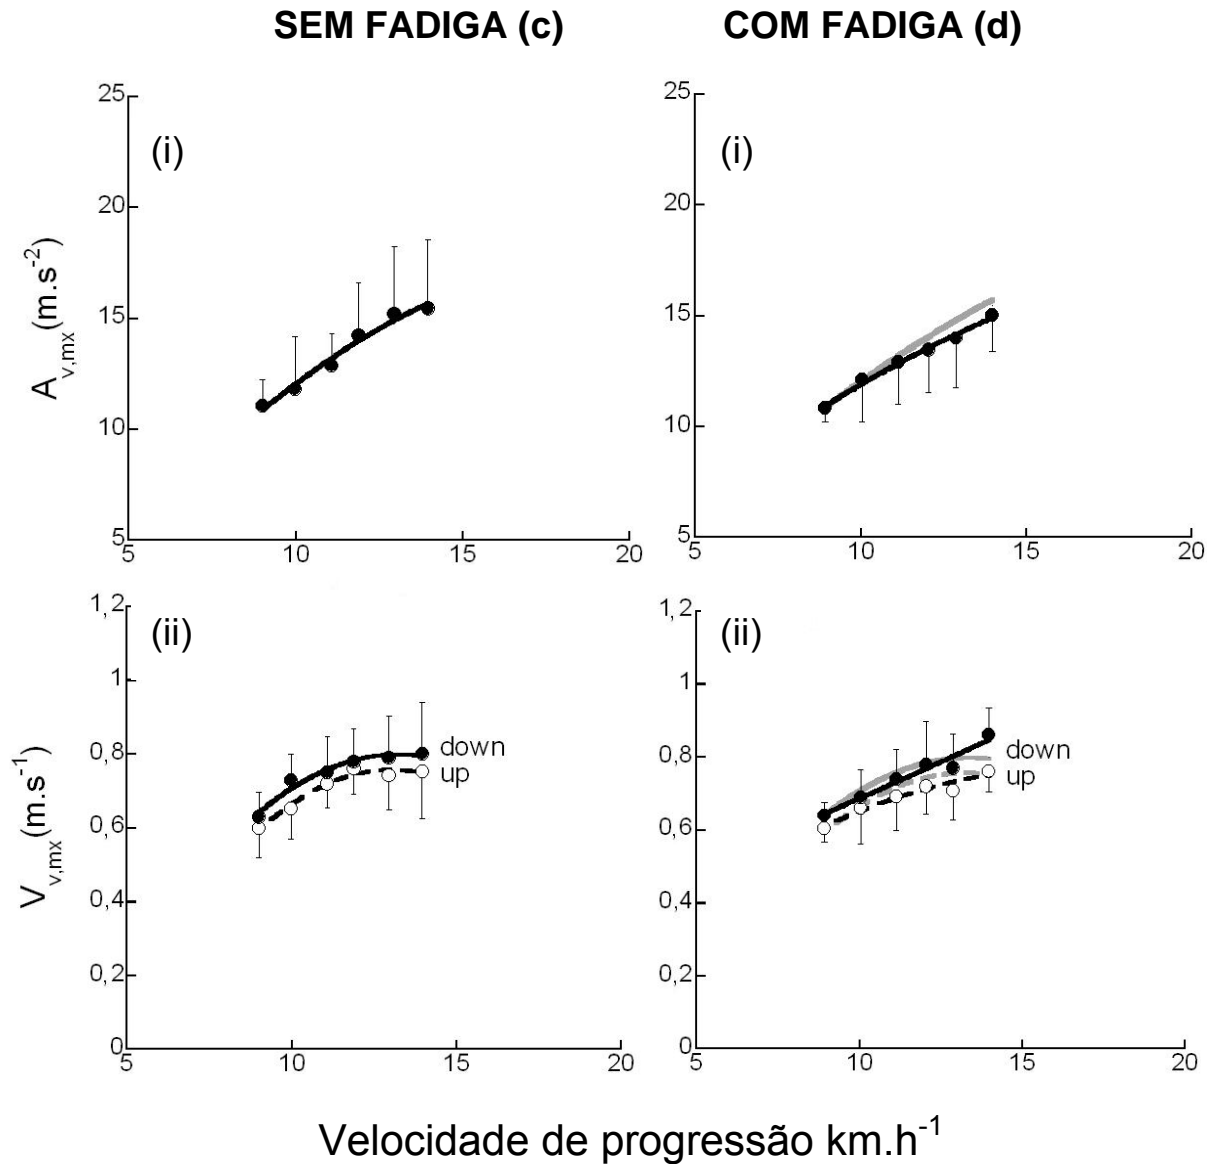 SEM FADIGA (c)
COM FADIGA (d)
25
20
15
10
5
5 10 15 20
(i)
A v,mx (m.s-2)
25
20
15
10
5
5 10 15 20
(i)
1,2
1
0,8
0,6
0,4
0,2
0
5 10 15 20
(ii)
down
up
V v,mx (m.s-1)
1,2
1
0,8
0,6
0,4
0,2
0
5 10 15 20
(ii)
down
up
Velocidade de progressão km.h-1